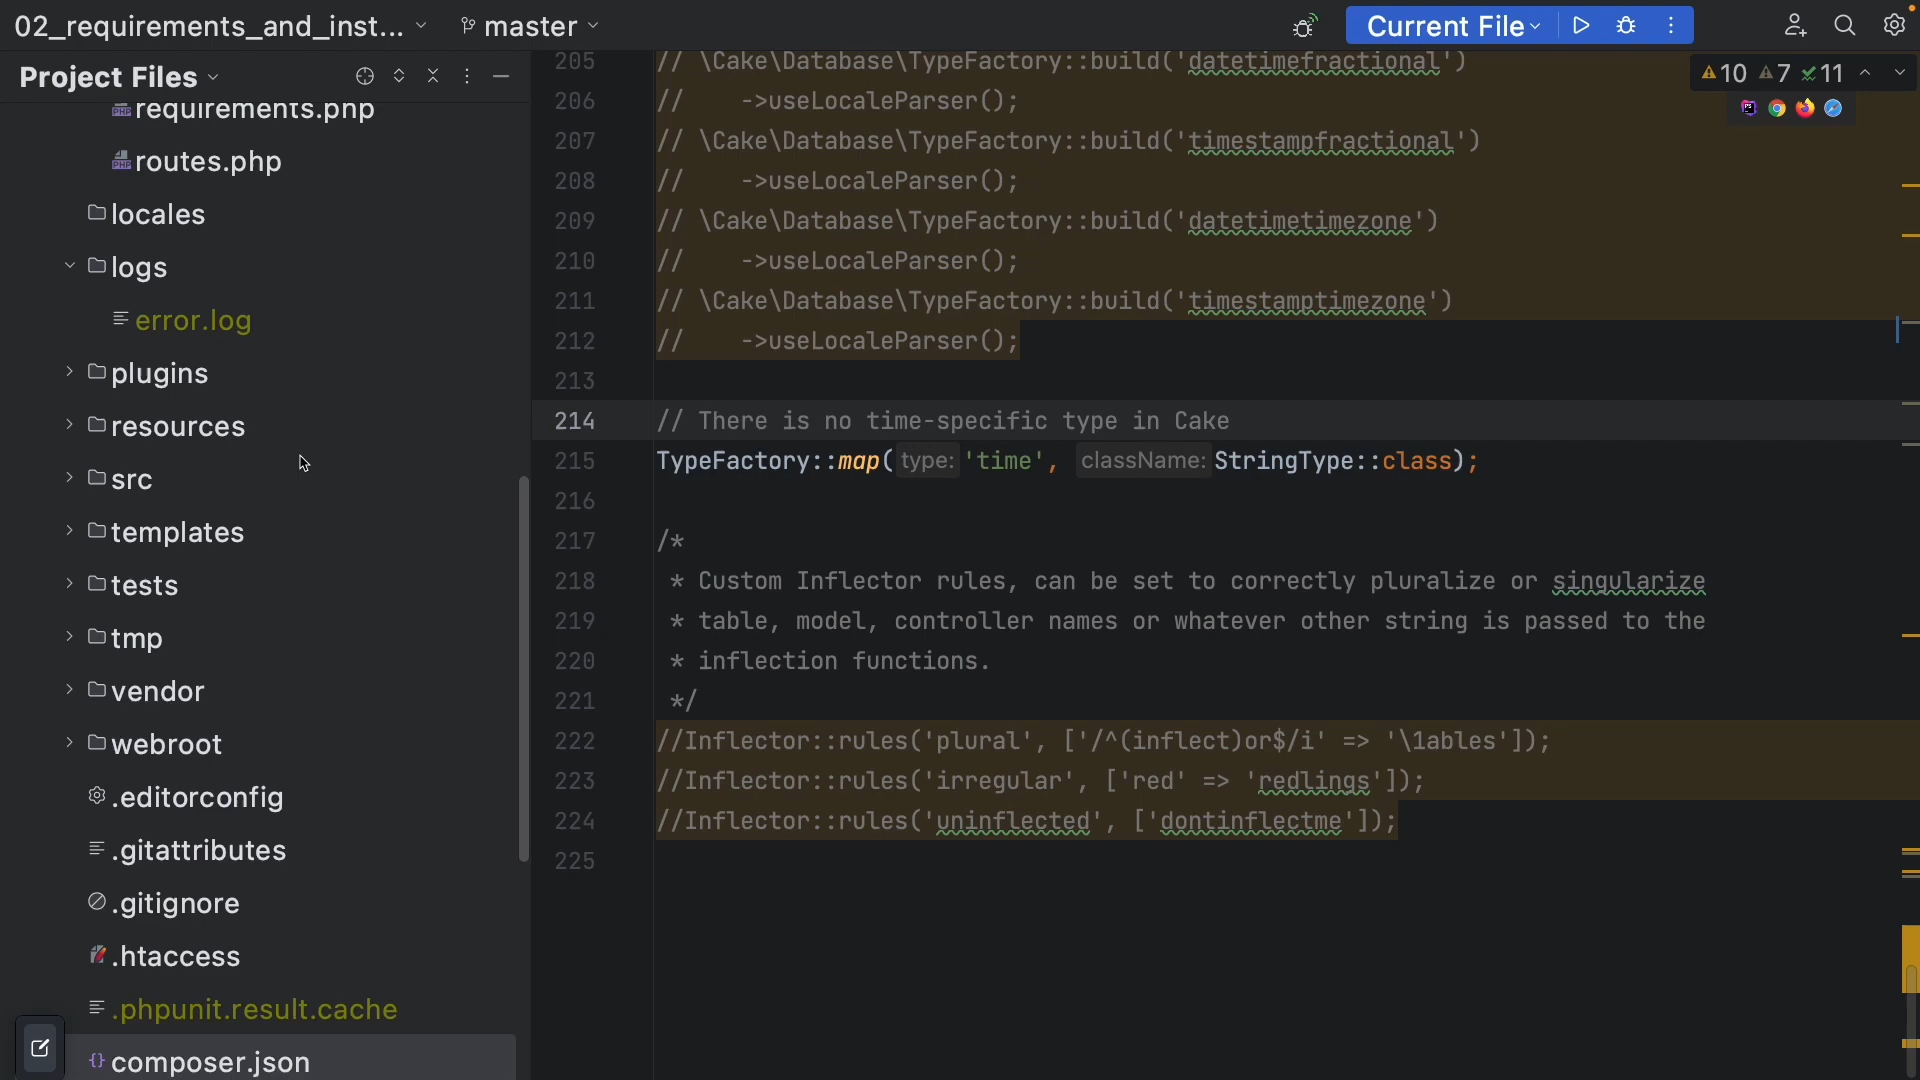 02_requirements_and_inst...
master
Current File
Project Files
requirements.php
routes.php
locales
logs
error.log
plugins
resources
src
templates
tests
tmp
vendor
webroot
.editorconfig
.gitattributes
.gitignore
.htaccess
.phpunit.result.cache
{} composer.json
10 7 11
205 // \Cake\Database\TypeFactory::build('datetimefractional')
206 //    ->useLocaleParser();
207 // \Cake\Database\TypeFactory::build('timestampfractional')
208 //    ->useLocaleParser();
209 // \Cake\Database\TypeFactory::build('datetimetimezone')
210 //    ->useLocaleParser();
211 // \Cake\Database\TypeFactory::build('timestamptimezone')
212 //    ->useLocaleParser();
213
214 // There is no time-specific type in Cake
215 TypeFactory::map( type: 'time', className: StringType::class);
216
217 /*
218  * Custom Inflector rules, can be set to correctly pluralize or singularize
219  * table, model, controller names or whatever other string is passed to the
220  * inflection functions.
221  */
222 //Inflector::rules('plural', ['/^(inflect)or$/i' => '\1ables']);
223 //Inflector::rules('irregular', ['red' => 'redlings']);
224 //Inflector::rules('uninflected', ['dontinflectme']);
225